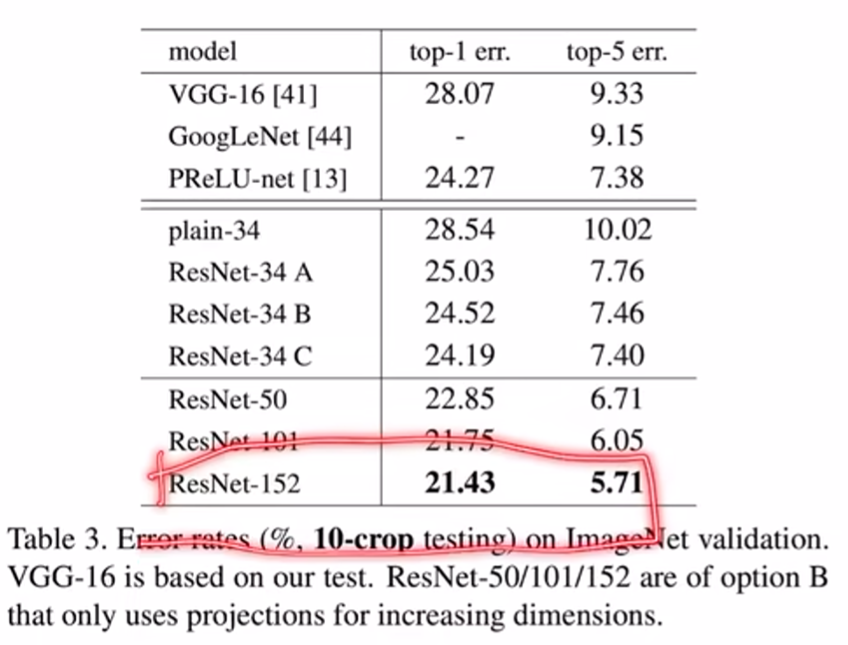 model top-1 err. top-5 err.
VGG-16 [41] 28.07 9.33
GoogLeNet [44] - 9.15
PReLU-net [13] 24.27 7.38
plain-34 28.54 10.02
ResNet-34 A 25.03 7.76
ResNet-34 B 24.52 7.46
ResNet-34 C 24.19 7.40
ResNet-50 22.85 6.71
ResNet-101 21.75 6.05
ResNet-152 21.43 5.71
Table 3. Error rates (%, 10-crop testing) on ImageNet validation.
VGG-16 is based on our test. ResNet-50/101/152 are of option B
that only uses projections for increasing dimensions.